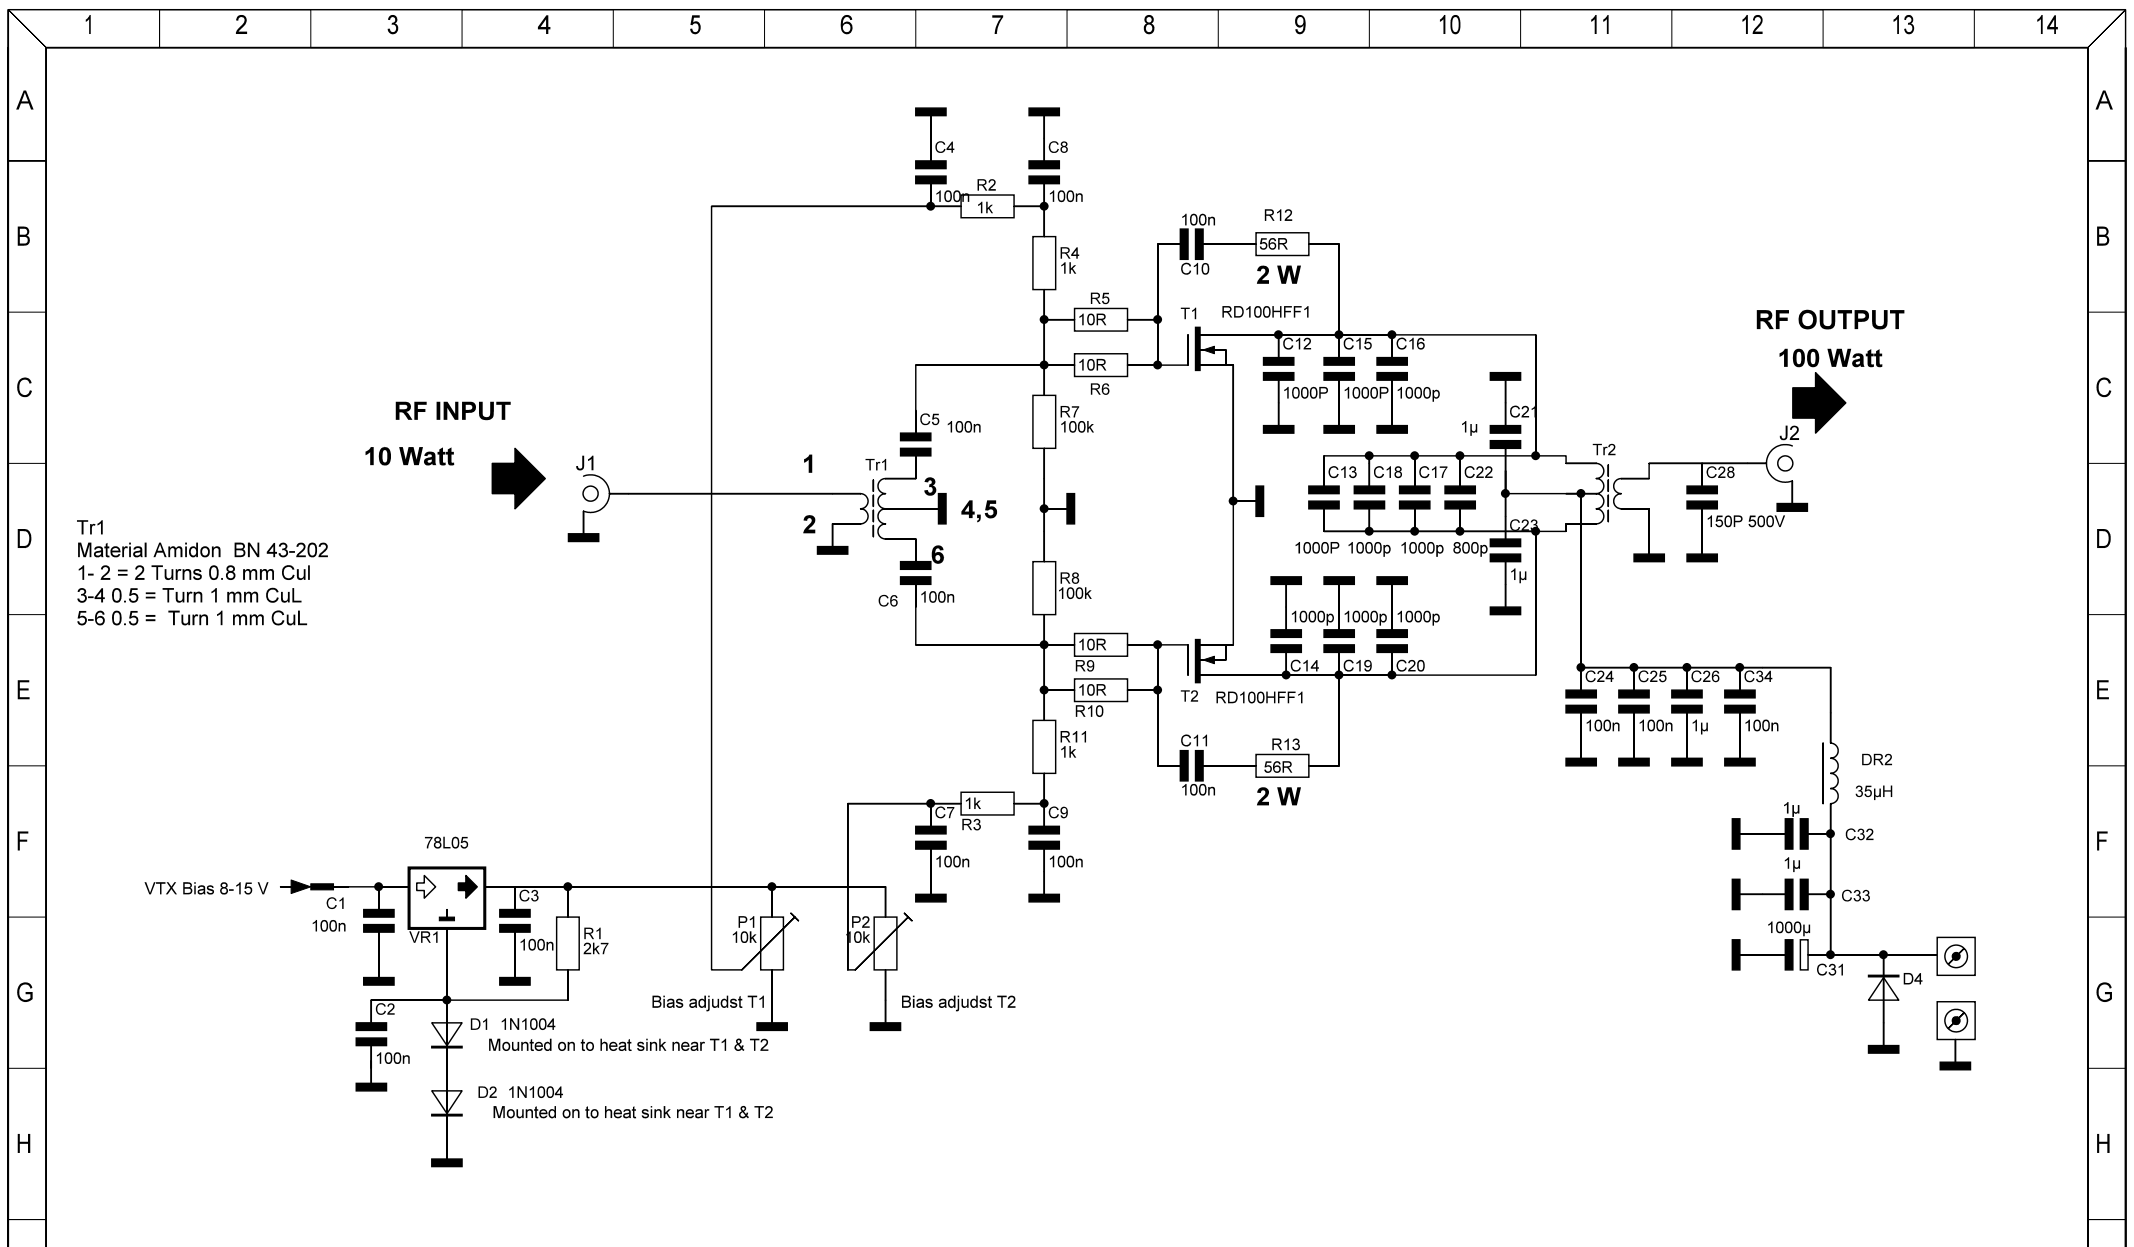 1 2 3 4 5 6 7 8 9 10 11 12 13 14
A A
C4 C8
100n R2 100n
1k
B B
100n R12
R4 56R
1k C10 2 W
R5 T1 RD100HFF1
10R
RF OUTPUT
100 Watt
C12 C15 C16
10R 1000P 1000P 1000p
R6
C C
RF INPUT
10 Watt
C5 100n
R7
100k
C21
1µ
J1 J2
1 Tr1 3 Tr2
C13 C18 C17 C22 C28
2 4,5
150P 500V
C23
D D
Tr1
Material Amidon BN 43-202
1- 2 = 2 Turns 0.8 mm Cul
3-4 0.5 = Turn 1 mm CuL
5-6 0.5 = Turn 1 mm CuL
6
1000P 1000p 1000p 800p
1µ
C6 100n
R8
100k
1000p 1000p 1000p
10R
R9
C14 C19 C20
10R
R10
T2 RD100HFF1
C24 C25 C26 C34
100n 100n 1µ 100n
E E
R11
1k
C11 R13
56R
100n 2 W
DR2
35µH
C7 1k C9
R3
100n 100n
1µ
C32
F F
78L05
1µ
C33
VTX Bias 8-15 V
C1
100n
VR1
C3
100n
R1
2k7
P1
10k
P2
10k
1000µ
C31
D4
G G
Bias adjudst T1 Bias adjudst T2
C2
100n
D1 1N1004
Mounted on to heat sink near T1 & T2
D2 1N1004
Mounted on to heat sink near T1 & T2
H H